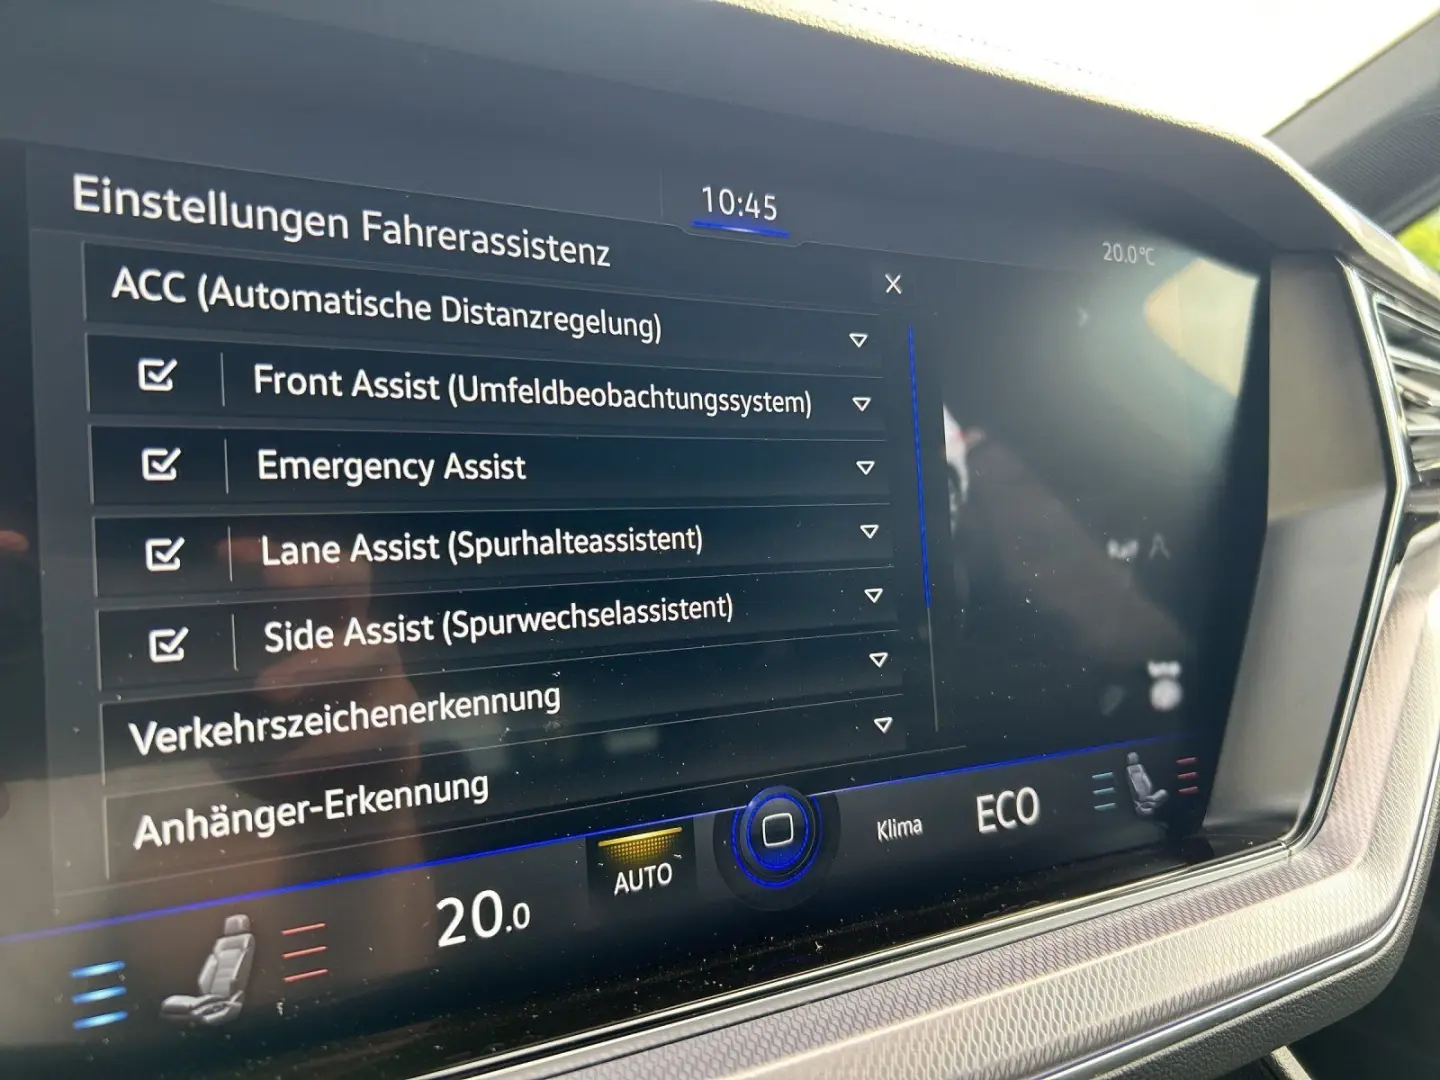 10:45
Einstellungen Fahrerassistenz
20.0°C
X
ACC (Automatische Distanzregelung)
Front Assist (Umfeldbeobachtungssystem)
Emergency Assist
Lane Assist (Spurhalteassistent)
Side Assist (Spurwechselassistent)
Verkehrszeichenerkennung
Anhänger-Erkennung
20.0
AUTO
Klima
ECO